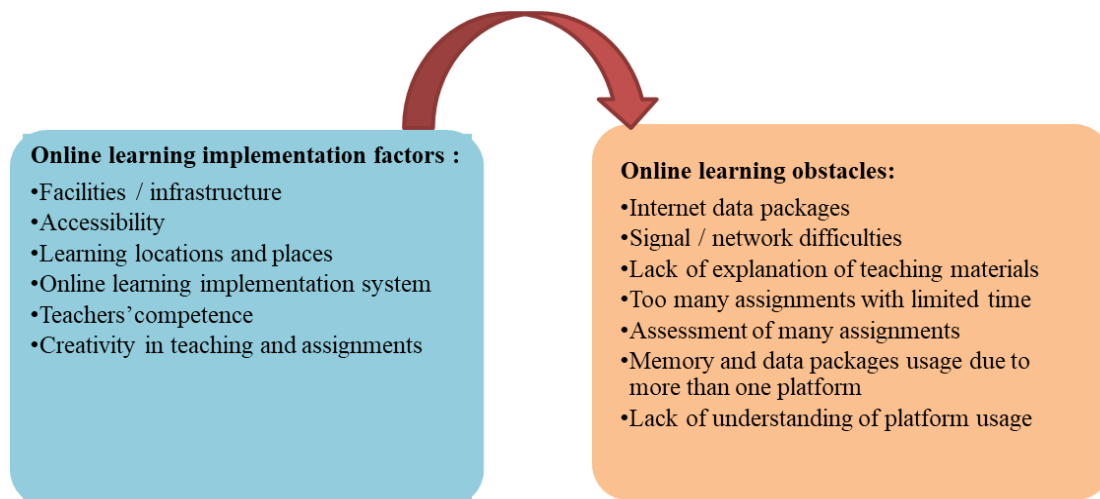 Online learning implementation factors :
•Facilities / infrastructure
•Accessibility
•Learning locations and places
•Online learning implementation system
•Teachers’competence
•Creativity in teaching and assignments
Online learning obstacles:
•Internet data packages
•Signal / network difficulties
•Lack of explanation of teaching materials
•Too many assignments with limited time
•Assessment of many assignments
•Memory and data packages usage due to
more than one platform
•Lack of understanding of platform usage